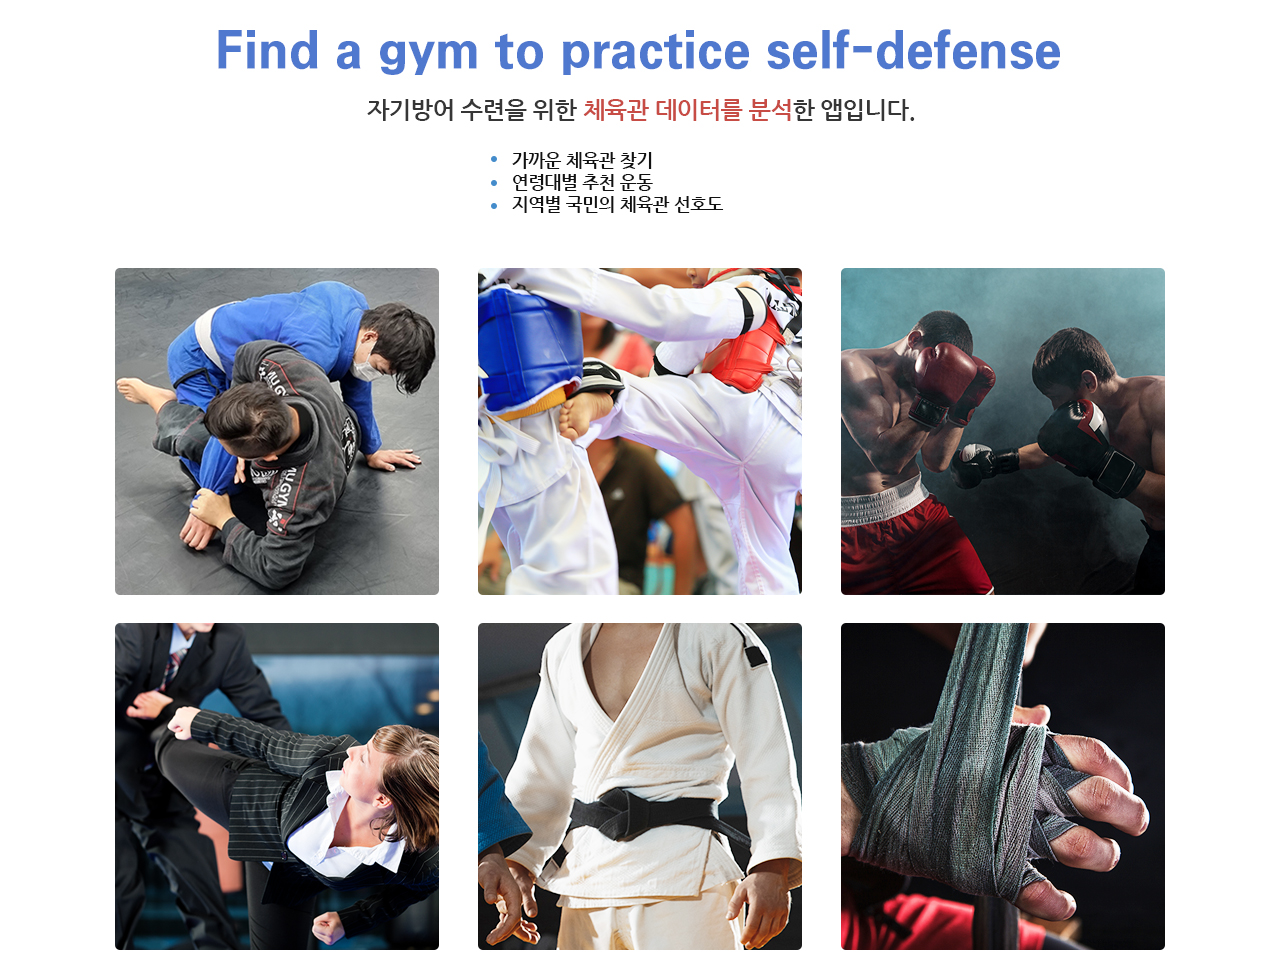 Find a gym to practice self-defense
자기방어 수련을 위한 체육관 데이터를 분석한 앱입니다.
가까운 체육관 찾기
연령대별 추천 운동
지역별 국민의 체육관 선호도